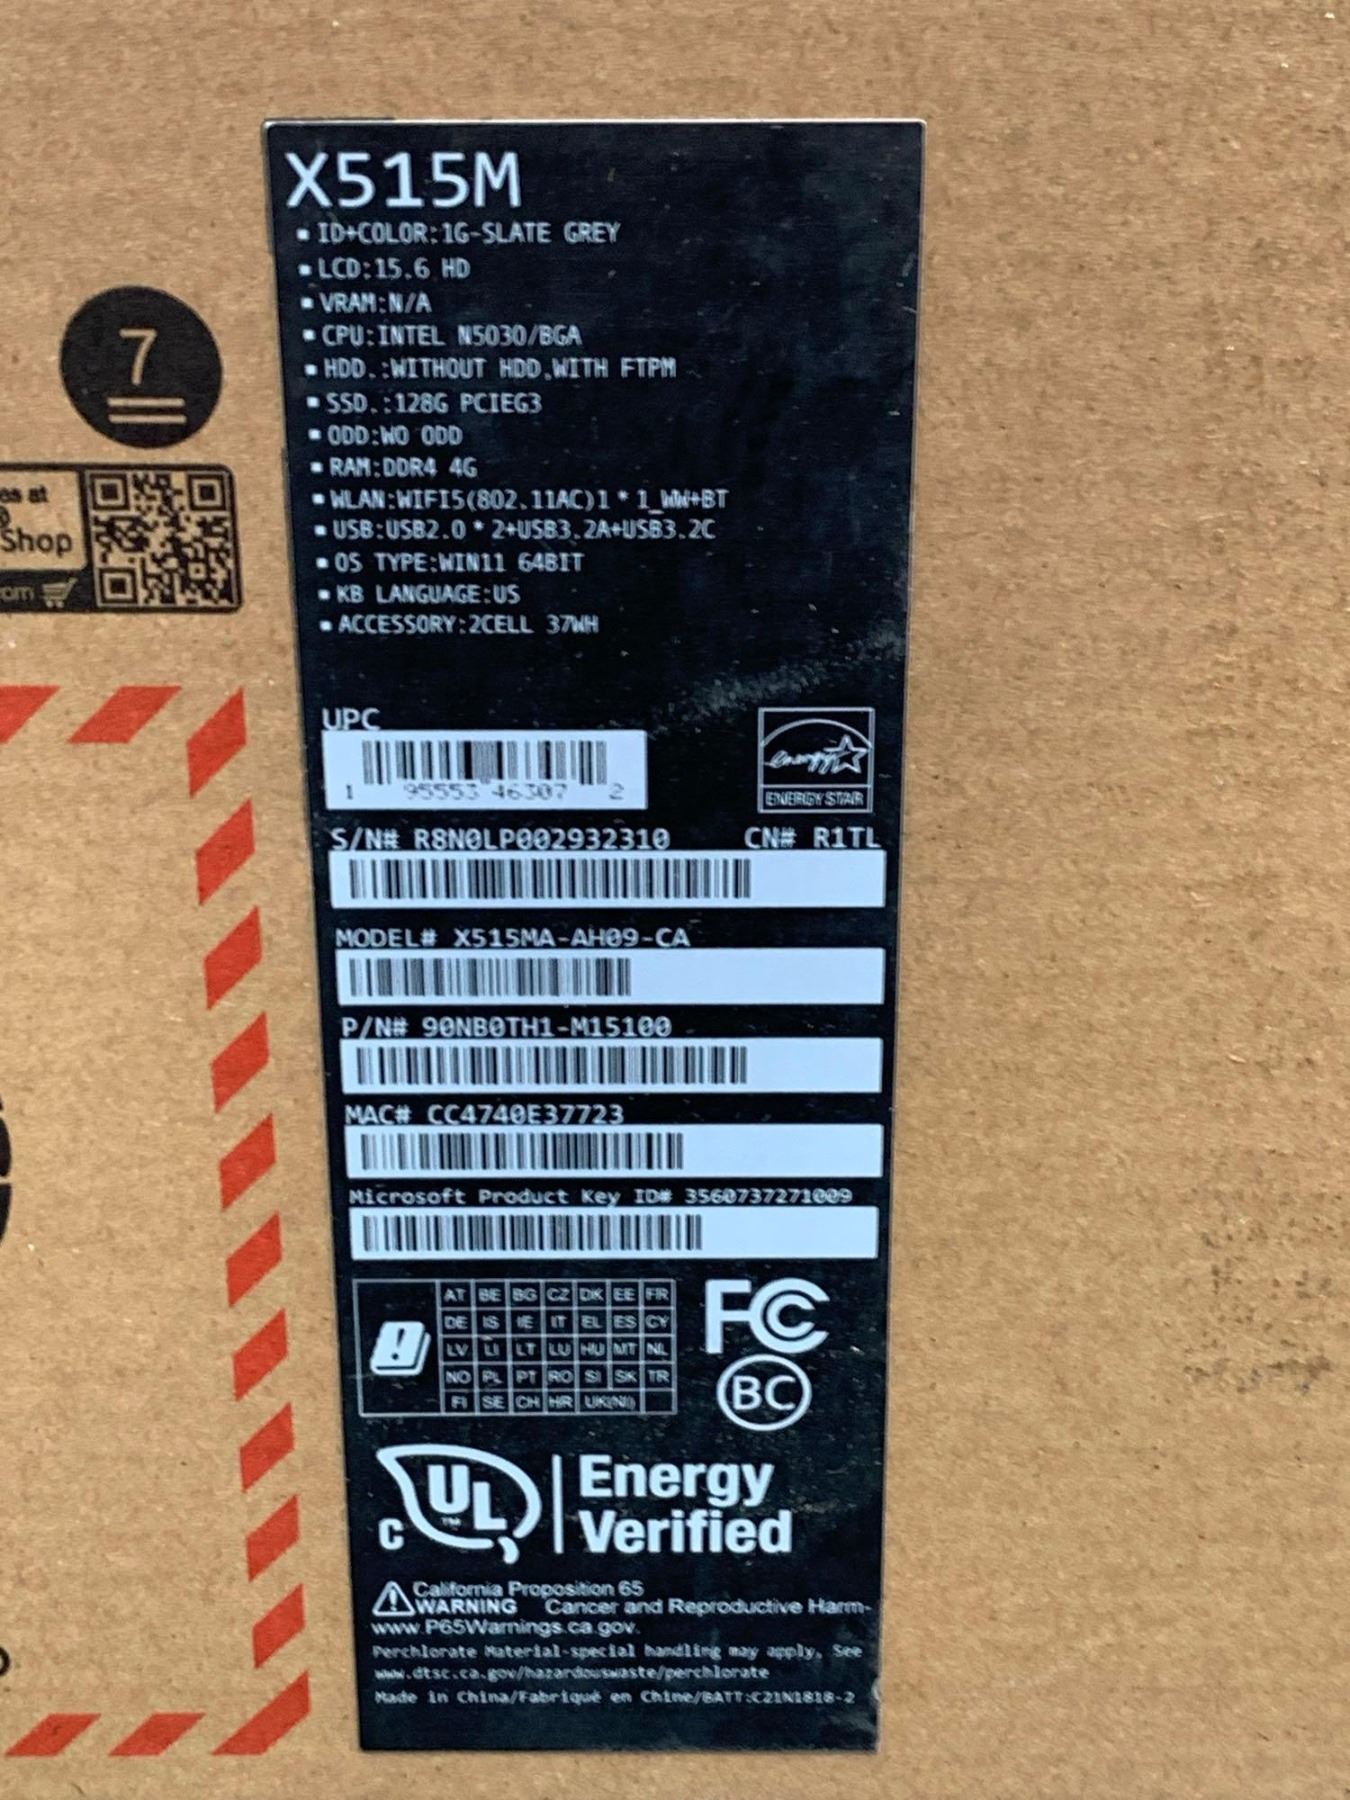 X515M
▪ ID+COLOR:1G-SLATE GREY
▪ LCD:15.6 HD
▪ VRAM:N/A
▪ CPU:INTEL N5030/BGA
▪ HDD.:WITHOUT HDD,WITH FTPM
▪ SSD.:128G PCIEG3
▪ ODD:WO ODD
▪ RAM:DDR4 4G
▪ WLAN:WIFI5(802.11AC)1*1_WW+BT
▪ USB:USB2.0*2+USB3.2A+USB3.2C
▪ OS TYPE:WIN11 64BIT
▪ KB LANGUAGE:US
▪ ACCESSORY:2CELL 37WH
7
at
Shop
UPC
1 95553 46307 2
energy
ENERGY STAR
S/N# R8N0LP002932310 CN# R1TL
MODEL# X515MA-AH09-CA
P/N# 90NB0TH1-M15100
MAC# CC4740E37723
Microsoft Product Key ID# 3560737271009
AT BE BG CZ DK EE FR
DE IS IE IT EL ES CY
LV LI LT LU HU MT NL
NO PL PT RO SI SK TR
FI SE CH HR UK(NI)
FC
BC
C UL™ Energy
Verified
California Proposition 65
WARNING Cancer and Reproductive Harm-
www.P65Warnings.ca.gov.
Perchlorate Material-special handling may apply, See
www.dtsc.ca.gov/hazardouswaste/perchlorate
Made in China/Fabriqué en Chine/BATT:C21N1818-2